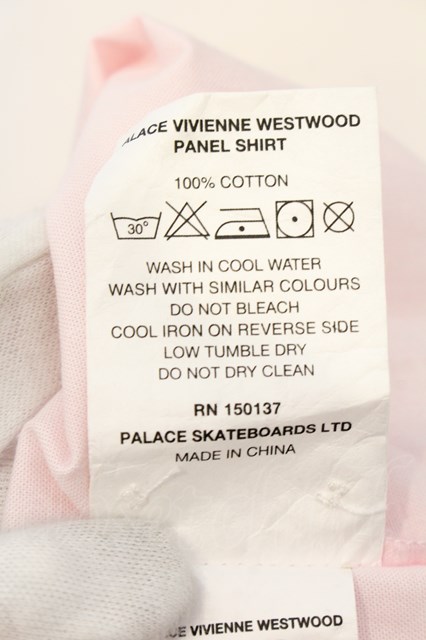 PALACE VIVIENNE WESTWOOD
PANEL SHIRT
100% COTTON
30°
WASH IN COOL WATER
WASH WITH SIMILAR COLOURS
DO NOT BLEACH
COOL IRON ON REVERSE SIDE
LOW TUMBLE DRY
DO NOT DRY CLEAN
RN 150137
PALACE SKATEBOARDS LTD
MADE IN CHINA
VIVIENNE WESTWOOD